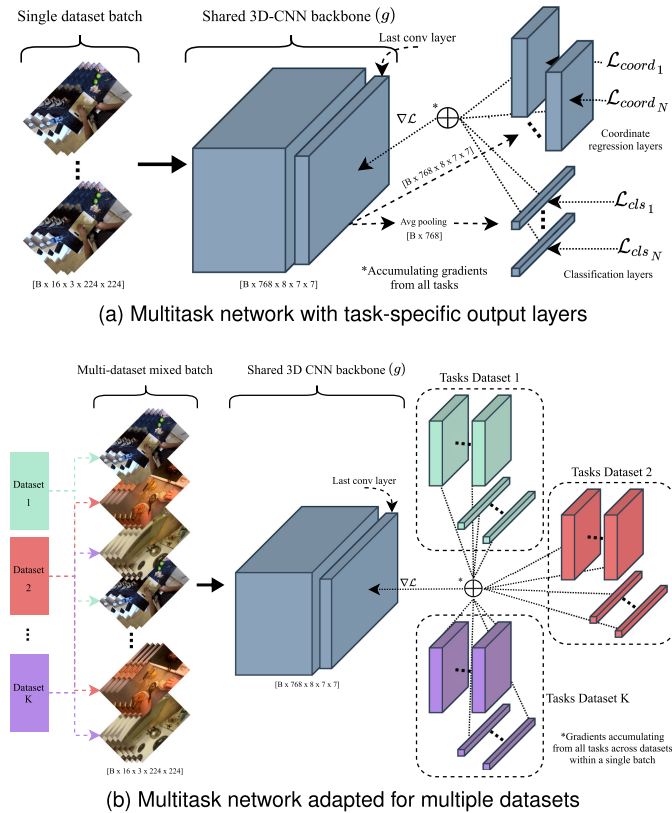 Single dataset batch
Shared 3D-CNN backbone (g)
Last conv layer
∇ℒ
*
ℒcoord1
ℒcoordN
Coordinate
regression layers
[B x 768 x 8 x 7 x 7]
Avg pooling
[B x 768]
ℒcls1
ℒclsN
Classification layers
[B x 16 x 3 x 224 x 224]
[B x 768 x 8 x 7 x 7]
*Accumulating gradients
from all tasks
(a) Multitask network with task-specific output layers
Multi-dataset mixed batch
Shared 3D CNN backbone (g)
Tasks Dataset 1
Dataset
1
Dataset
2
...
Dataset
K
Last conv layer
Tasks Dataset 2
∇ℒ
*
[B x 768 x 8 x 7 x 7]
Tasks Dataset K
*Gradients accumulating
from all tasks across datasets
within a single batch
[B x 16 x 3 x 224 x 224]
(b) Multitask network adapted for multiple datasets